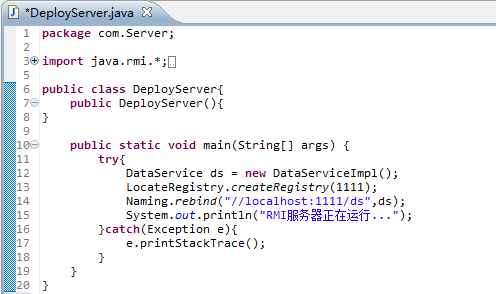 *DeployServer.java
1 package com.Server;
2
3 import java.rmi.*;
5
6 public class DeployServer{
7 public DeployServer(){
8 }
9
10 public static void main(String[] args) {
11 try{
12 DataService ds = new DataServiceImpl();
13 LocateRegistry.createRegistry(1111);
14 Naming.rebind("//localhost:1111/ds",ds);
15 System.out.println("RMI服务器正在运行...");
16 }catch(Exception e){
17 e.printStackTrace();
18 }
19 }
20 }